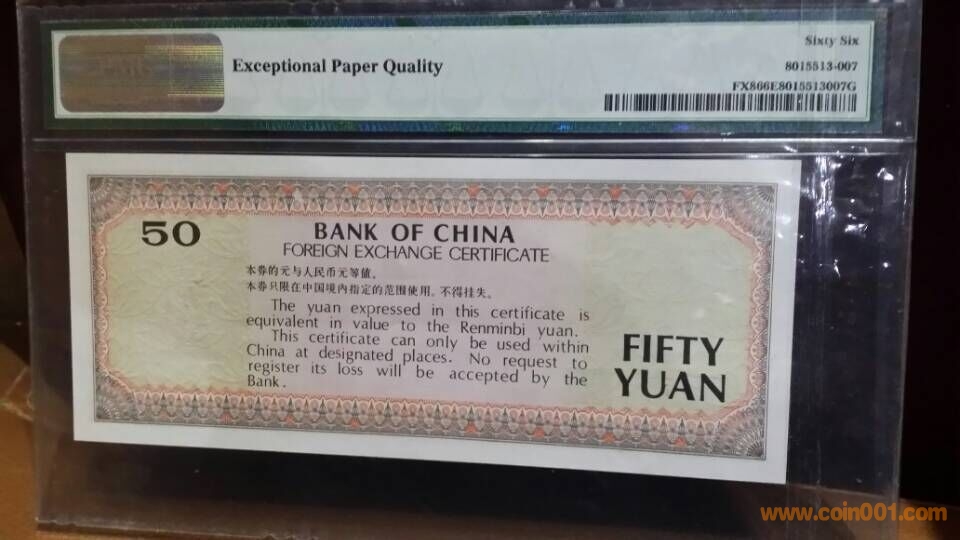 Sixty Six
Exceptional Paper Quality
8015513-007
FX866E8015513007G
50
BANK OF CHINA
FOREIGN EXCHANGE CERTIFICATE
本券的元与人民币元等值。
本券只限在中国境内指定的范围使用。不得挂失。
The yuan expressed in this certificate is
equivalent in value to the Renminbi yuan.
This certificate can only be used within
China at designated places. No request to
register its loss will be accepted by the
Bank.
FIFTY
YUAN
www.coin001.com